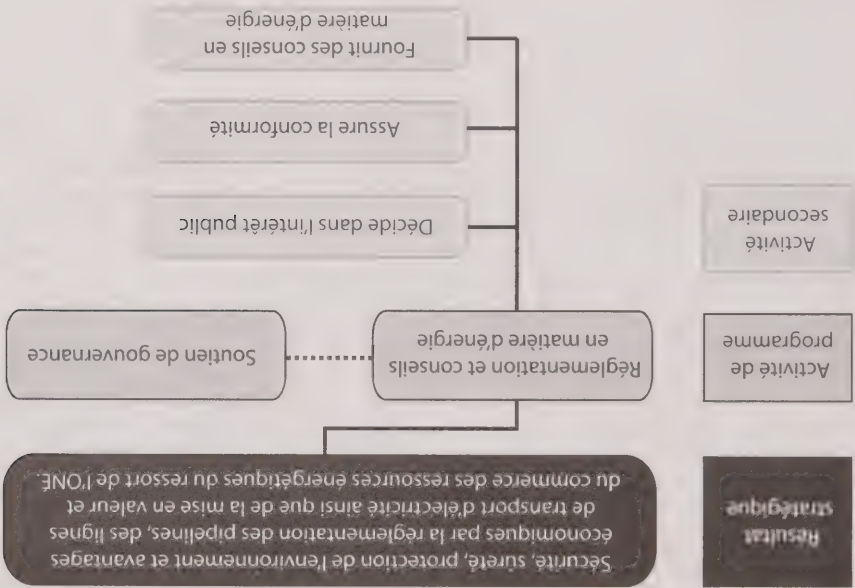 Résultat
stratégique
Sécurité, sûreté, protection de l'environnement et avantages
économiques par la réglementation des pipelines, des lignes
de transport d'électricité ainsi que de la mise en valeur et
du commerce des ressources énergétiques du ressort de l'ONÉ.
Activité de
programme
Réglementation et conseils
en matière d'énergie
Soutien de gouvernance
Activité
secondaire
Décide dans l'intérêt public
Assure la conformité
Fournit des conseils en
matière d'énergie